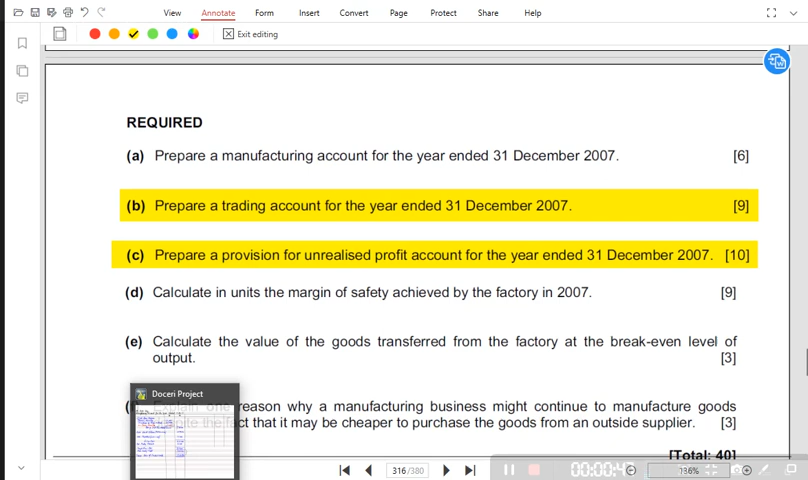 View Annotate Form Insert Convert Page Protect Share Help
Exit editing
REQUIRED
(a) Prepare a manufacturing account for the year ended 31 December 2007. [6]
(b) Prepare a trading account for the year ended 31 December 2007. [9]
(c) Prepare a provision for unrealised profit account for the year ended 31 December 2007. [10]
(d) Calculate in units the margin of safety achieved by the factory in 2007. [9]
(e) Calculate the value of the goods transferred from the factory at the break-even level of
output. [3]
Doceri Project
Explain one reason why a manufacturing business might continue to manufacture goods
fact that it may be cheaper to purchase the goods from an outside supplier. [3]
[Total: 40]
316/380
136%